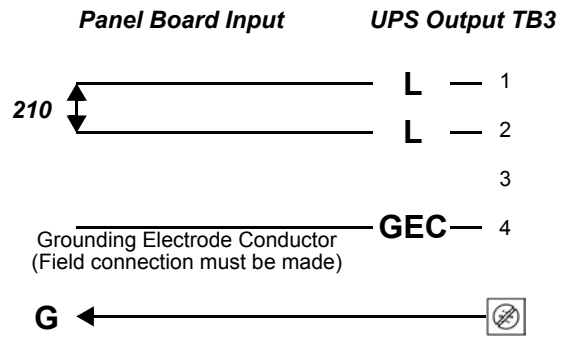 Panel Board Input UPS Output TB3
L 1
210
L 2
3
GEC 4
Grounding Electrode Conductor
(Field connection must be made)
G